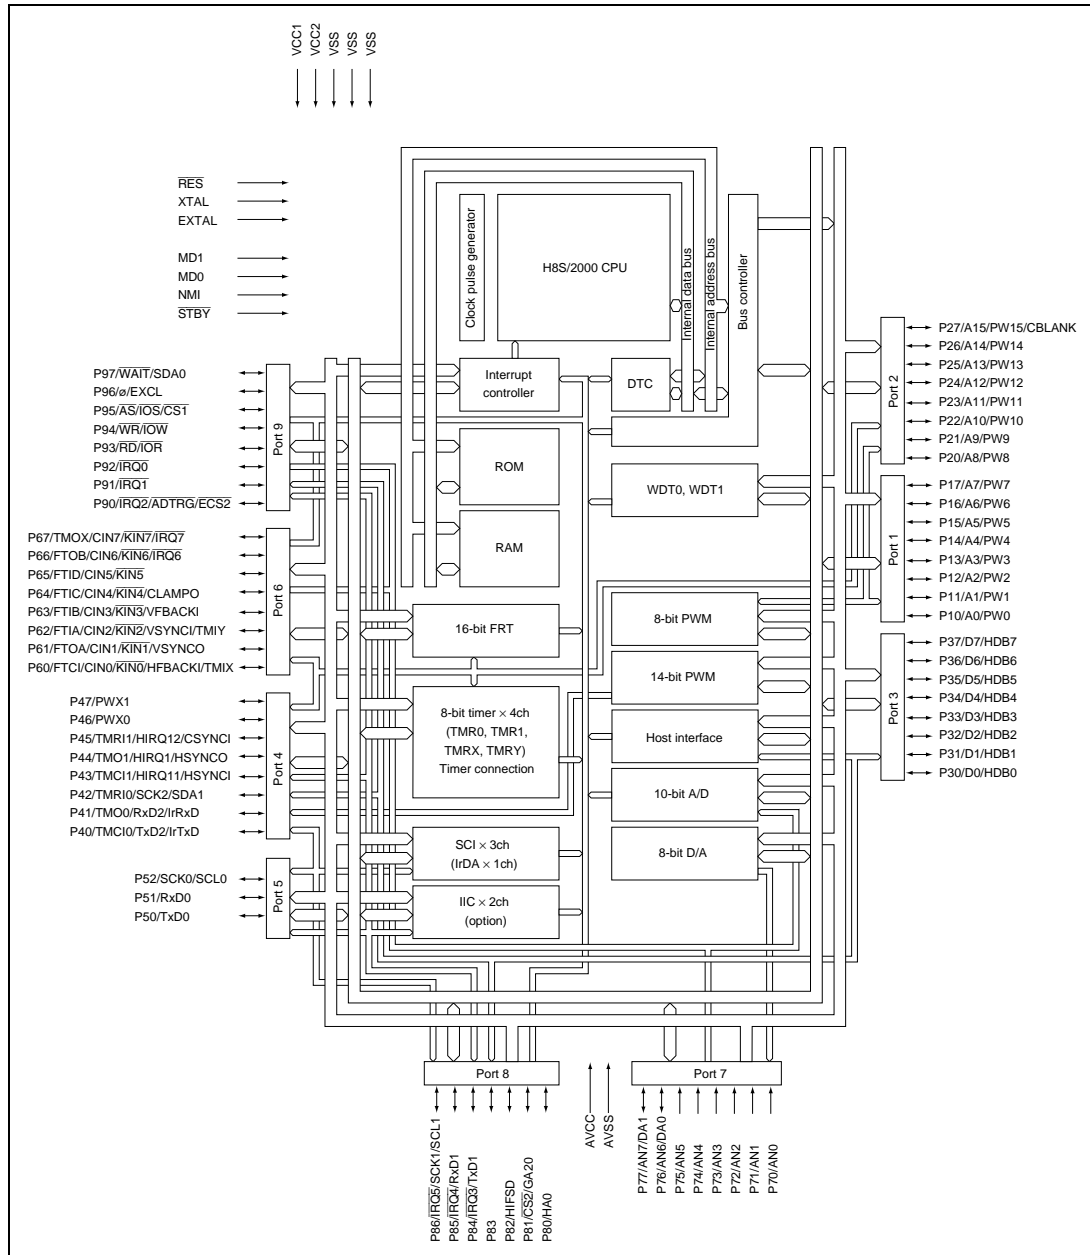 VCC1
VCC2
VSS
VSS
VSS
RES
XTAL
EXTAL
MD1
MD0
NMI
STBY
Clock pulse generator
H8S/2000 CPU
Internal data bus
Internal address bus
Bus controller
Interrupt
controller
DTC
ROM
RAM
WDT0, WDT1
16-bit FRT
8-bit PWM
14-bit PWM
8-bit timer × 4ch
(TMR0, TMR1,
TMRX, TMRY)
Timer connection
Host interface
10-bit A/D
8-bit D/A
SCI × 3ch
(IrDA × 1ch)
IIC × 2ch
(option)
P97/WAIT/SDA0
P96/ø/EXCL
P95/AS/IOS/CS1
P94/WR/IOW
P93/RD/IOR
P92/IRQ0
P91/IRQ1
P90/IRQ2/ADTRG/ECS2
Port 9
P67/TMOX/CIN7/KIN7/IRQ7
P66/FTOB/CIN6/KIN6/IRQ6
P65/FTID/CIN5/KIN5
P64/FTIC/CIN4/KIN4/CLAMPO
P63/FTIB/CIN3/KIN3/VFBACKI
P62/FTIA/CIN2/KIN2/VSYNCI/TMIY
P61/FTOA/CIN1/KIN1/VSYNCO
P60/FTCI/CIN0/KIN0/HFBACKI/TMIX
Port 6
P47/PWX1
P46/PWX0
P45/TMRI1/HIRQ12/CSYNCI
P44/TMO1/HIRQ1/HSYNCO
P43/TMCI1/HIRQ11/HSYNCI
P42/TMRI0/SCK2/SDA1
P41/TMO0/RxD2/IrRxD
P40/TMCI0/TxD2/IrTxD
Port 4
P52/SCK0/SCL0
P51/RxD0
P50/TxD0
Port 5
Port 2
P27/A15/PW15/CBLANK
P26/A14/PW14
P25/A13/PW13
P24/A12/PW12
P23/A11/PW11
P22/A10/PW10
P21/A9/PW9
P20/A8/PW8
Port 1
P17/A7/PW7
P16/A6/PW6
P15/A5/PW5
P14/A4/PW4
P13/A3/PW3
P12/A2/PW2
P11/A1/PW1
P10/A0/PW0
Port 3
P37/D7/HDB7
P36/D6/HDB6
P35/D5/HDB5
P34/D4/HDB4
P33/D3/HDB3
P32/D2/HDB2
P31/D1/HDB1
P30/D0/HDB0
Port 8
P86/IRQ5/SCK1/SCL1
P85/IRQ4/RxD1
P84/IRQ3/TxD1
P83
P82/HIFSD
P81/CS2/GA20
P80/HA0
AVCC
AVSS
Port 7
P77/AN7/DA1
P76/AN6/DA0
P75/AN5
P74/AN4
P73/AN3
P72/AN2
P71/AN1
P70/AN0